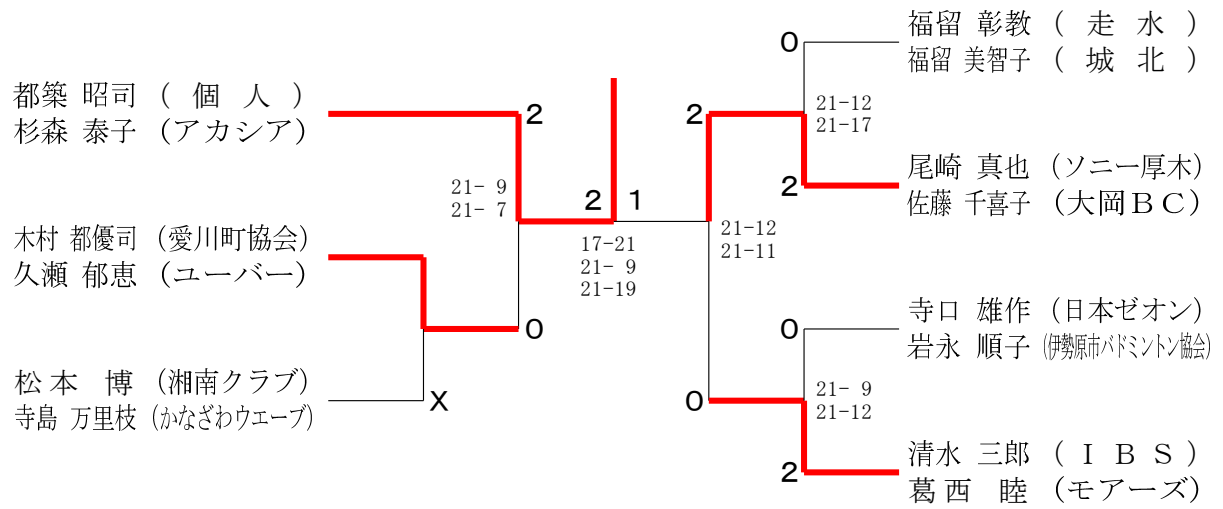 都築 昭司 ( 個 人 )
杉森 泰子 (アカシア)
木村 都優司 (愛川町協会)
久瀬 郁恵 (ユーバー)
松本 博 (湘南クラブ)
寺島 万里枝 (かなざわウエーブ)
2
21- 9
21- 7
0
X
2 1
17-21
21- 9
21-19
2
21-12
21-11
0
0
21-12
21-17
2
0
21- 9
21-12
2
福留 彰教 ( 走 水 )
福留 美智子 ( 城 北 )
尾崎 真也 (ソニー厚木)
佐藤 千喜子 (大岡BC)
寺口 雄作 (日本ゼオン)
岩永 順子 (伊勢原市バドミントン協会)
清水 三郎 ( I B S )
葛西 睦 (モアーズ)